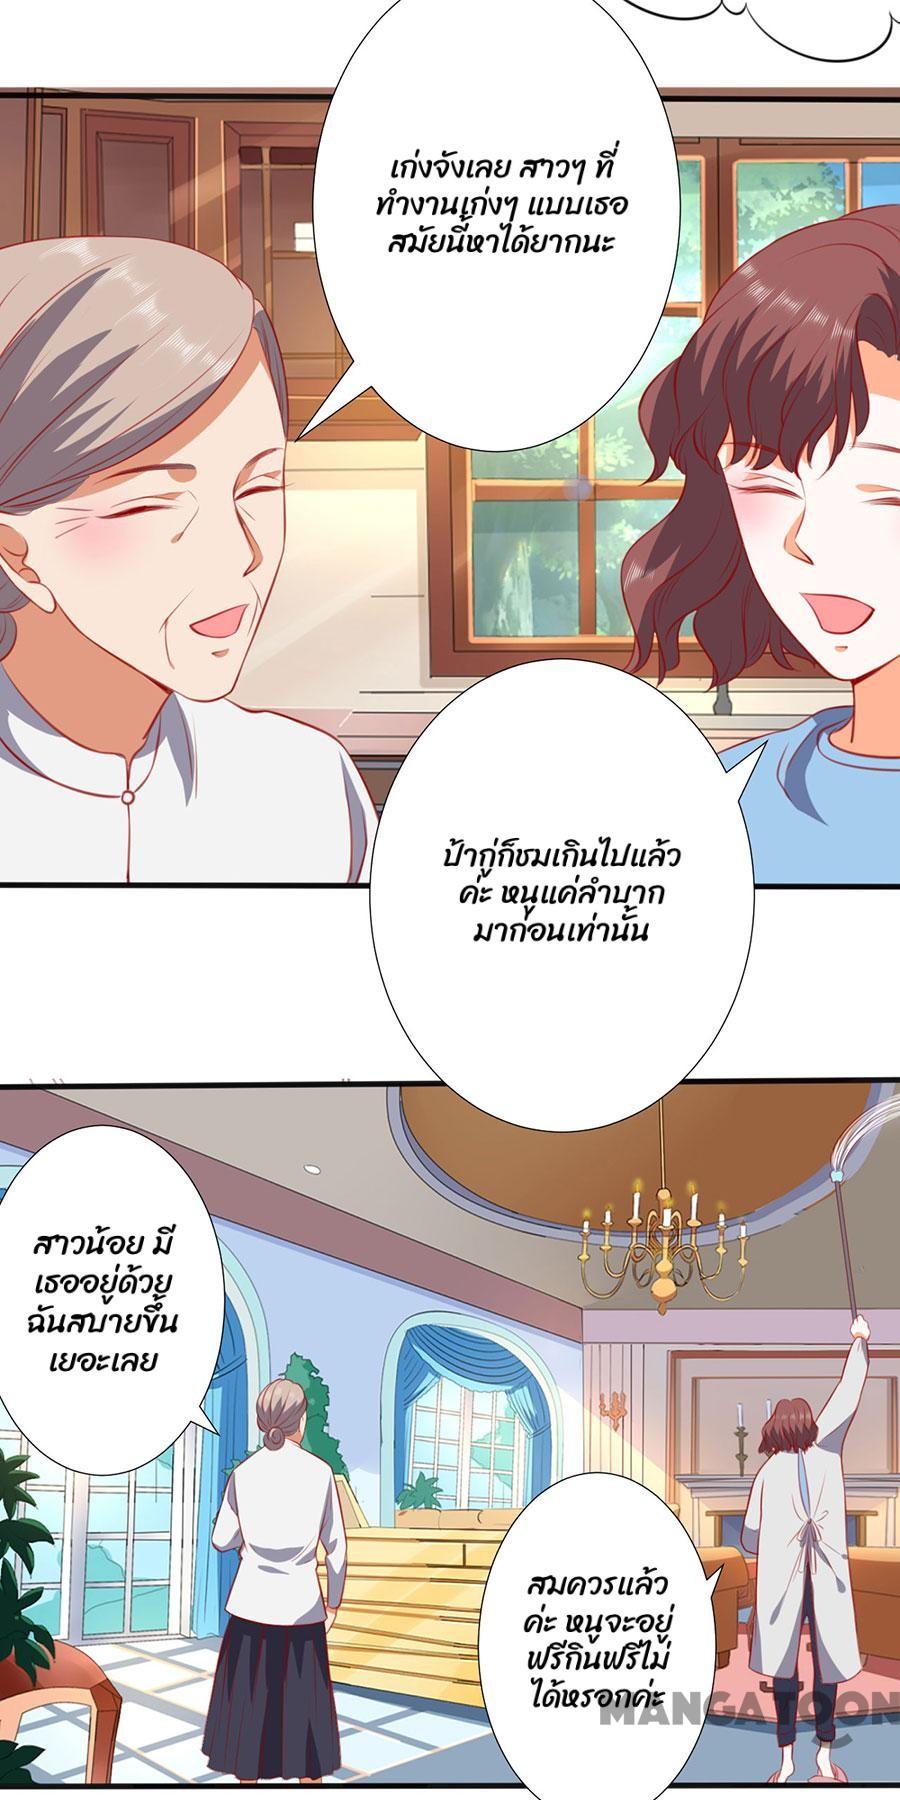 เก่งจังเลย สาวๆ ที่
ทำงานเก่งๆ แบบเธอ
สมัยนี้หาได้ยากนะ
ป้ากู่ก็ชมเกินไปแล้ว
ค่ะ หนูแค่ลำบาก
มาก่อนเท่านั้น
สาวน้อย มี
เธออยู่ด้วย
ฉันสบายขึ้น
เยอะเลย
สมควรแล้ว
ค่ะ หนูจะอยู่
ฟรีกินฟรีไม่
ได้หรอกค่ะ
MANGATOON